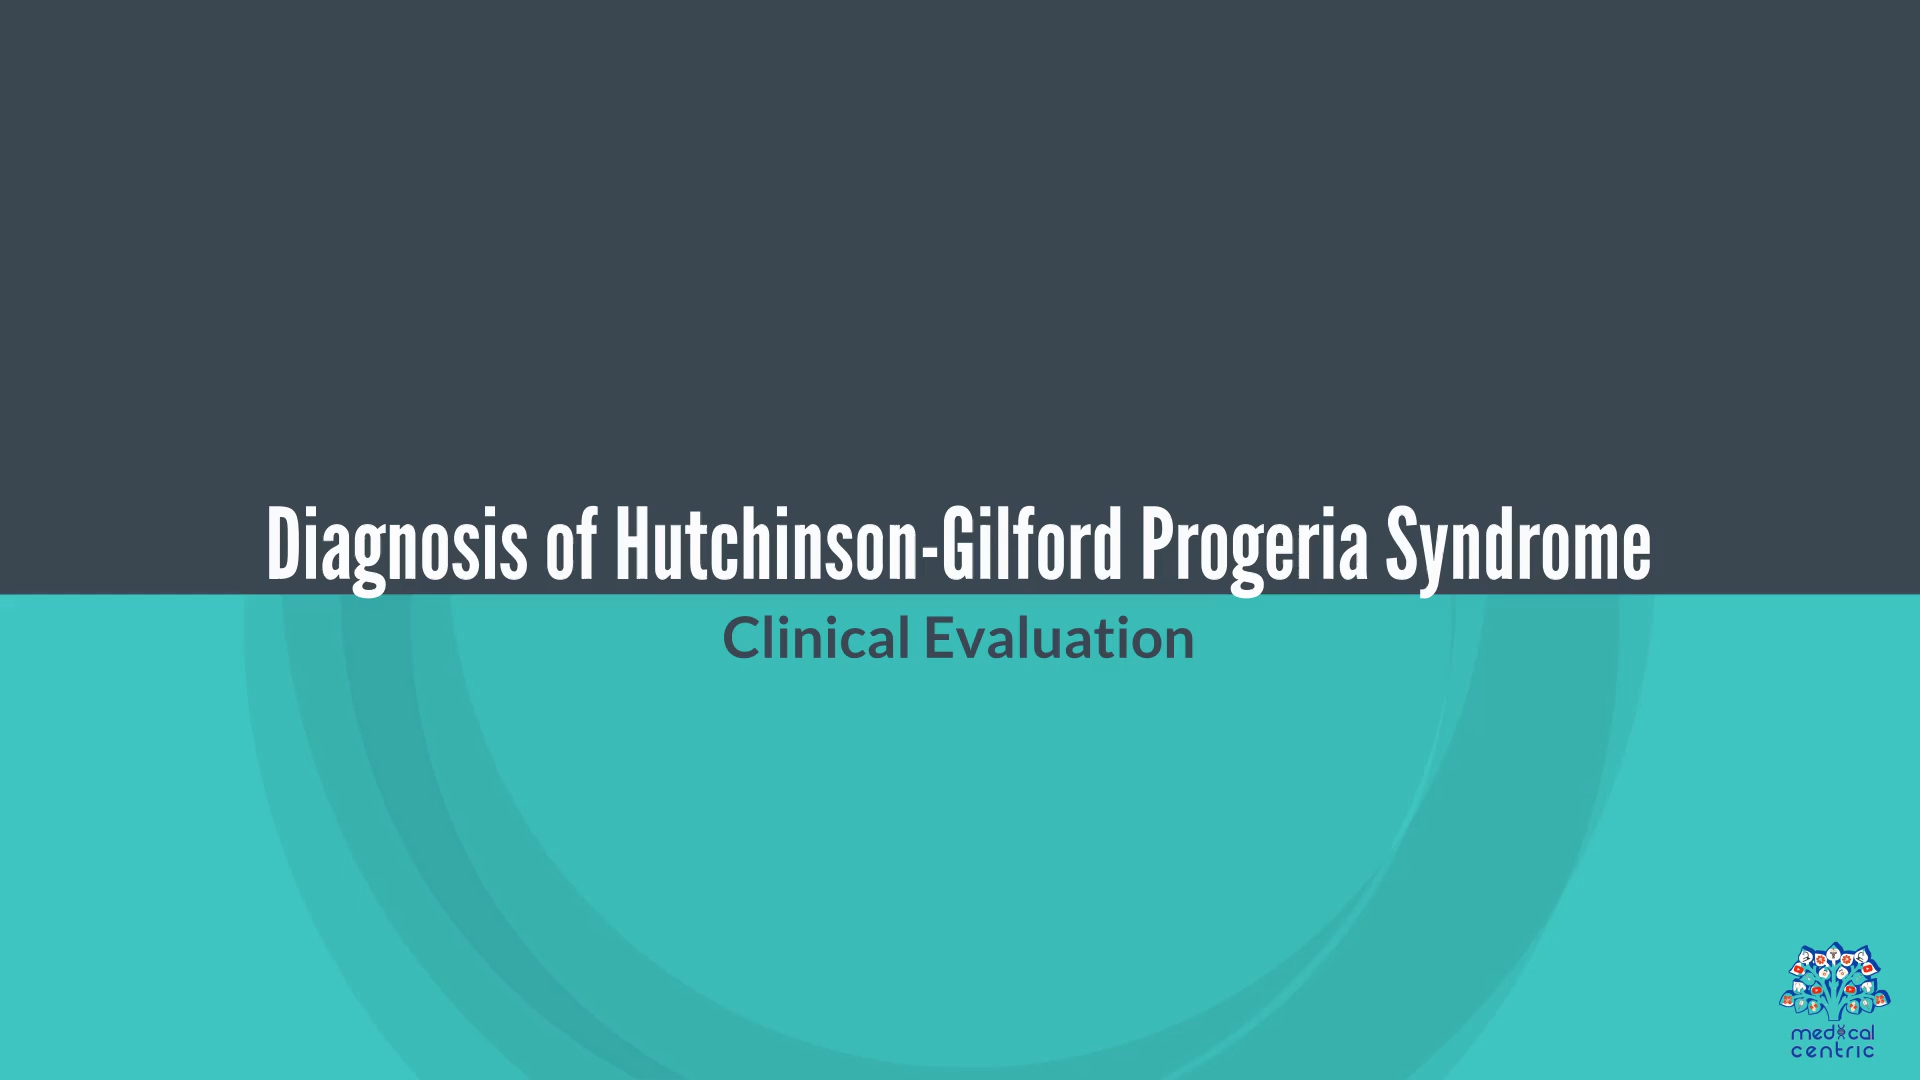 Diagnosis of Hutchinson-Gilford Progeria Syndrome
Clinical Evaluation
medical
centric